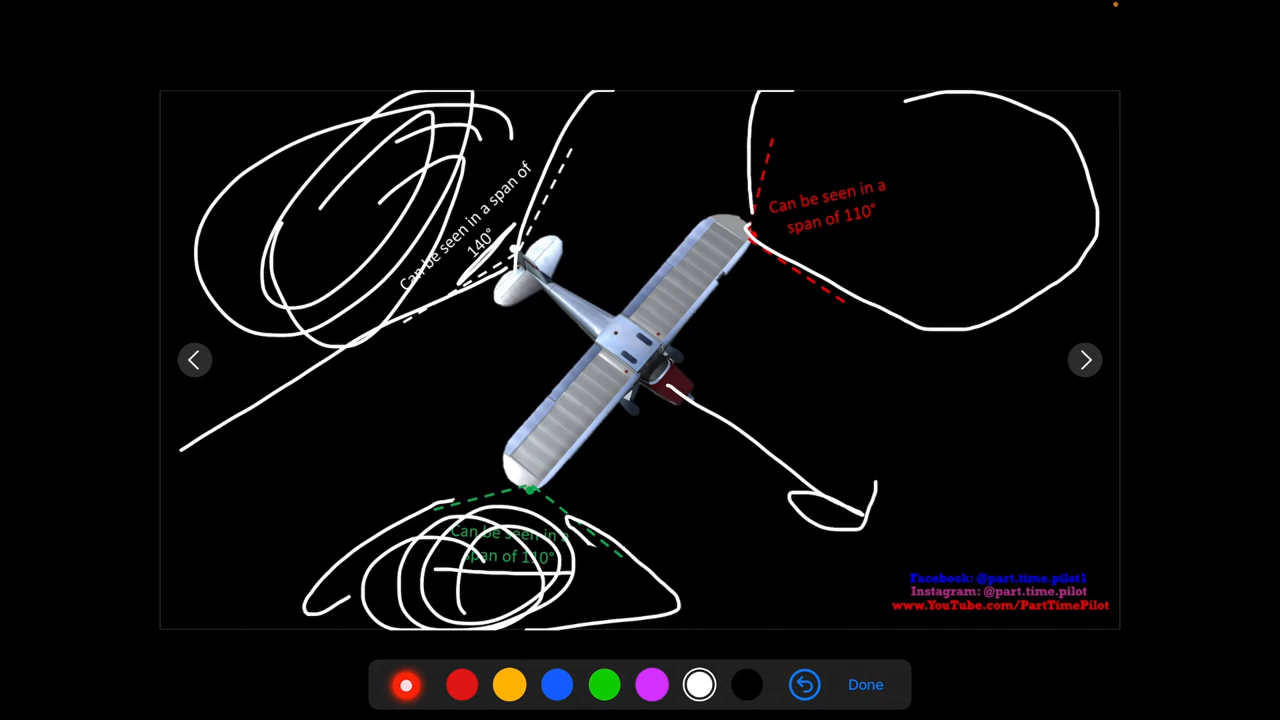 Can be seen in a span of
140°
Can be seen in a
span of 110°
Can be seen in a
span of 110°
Facebook: @part.time.pilot1
Instagram: @part.time.pilot
www.YouTube.com/PartTimePilot
Done